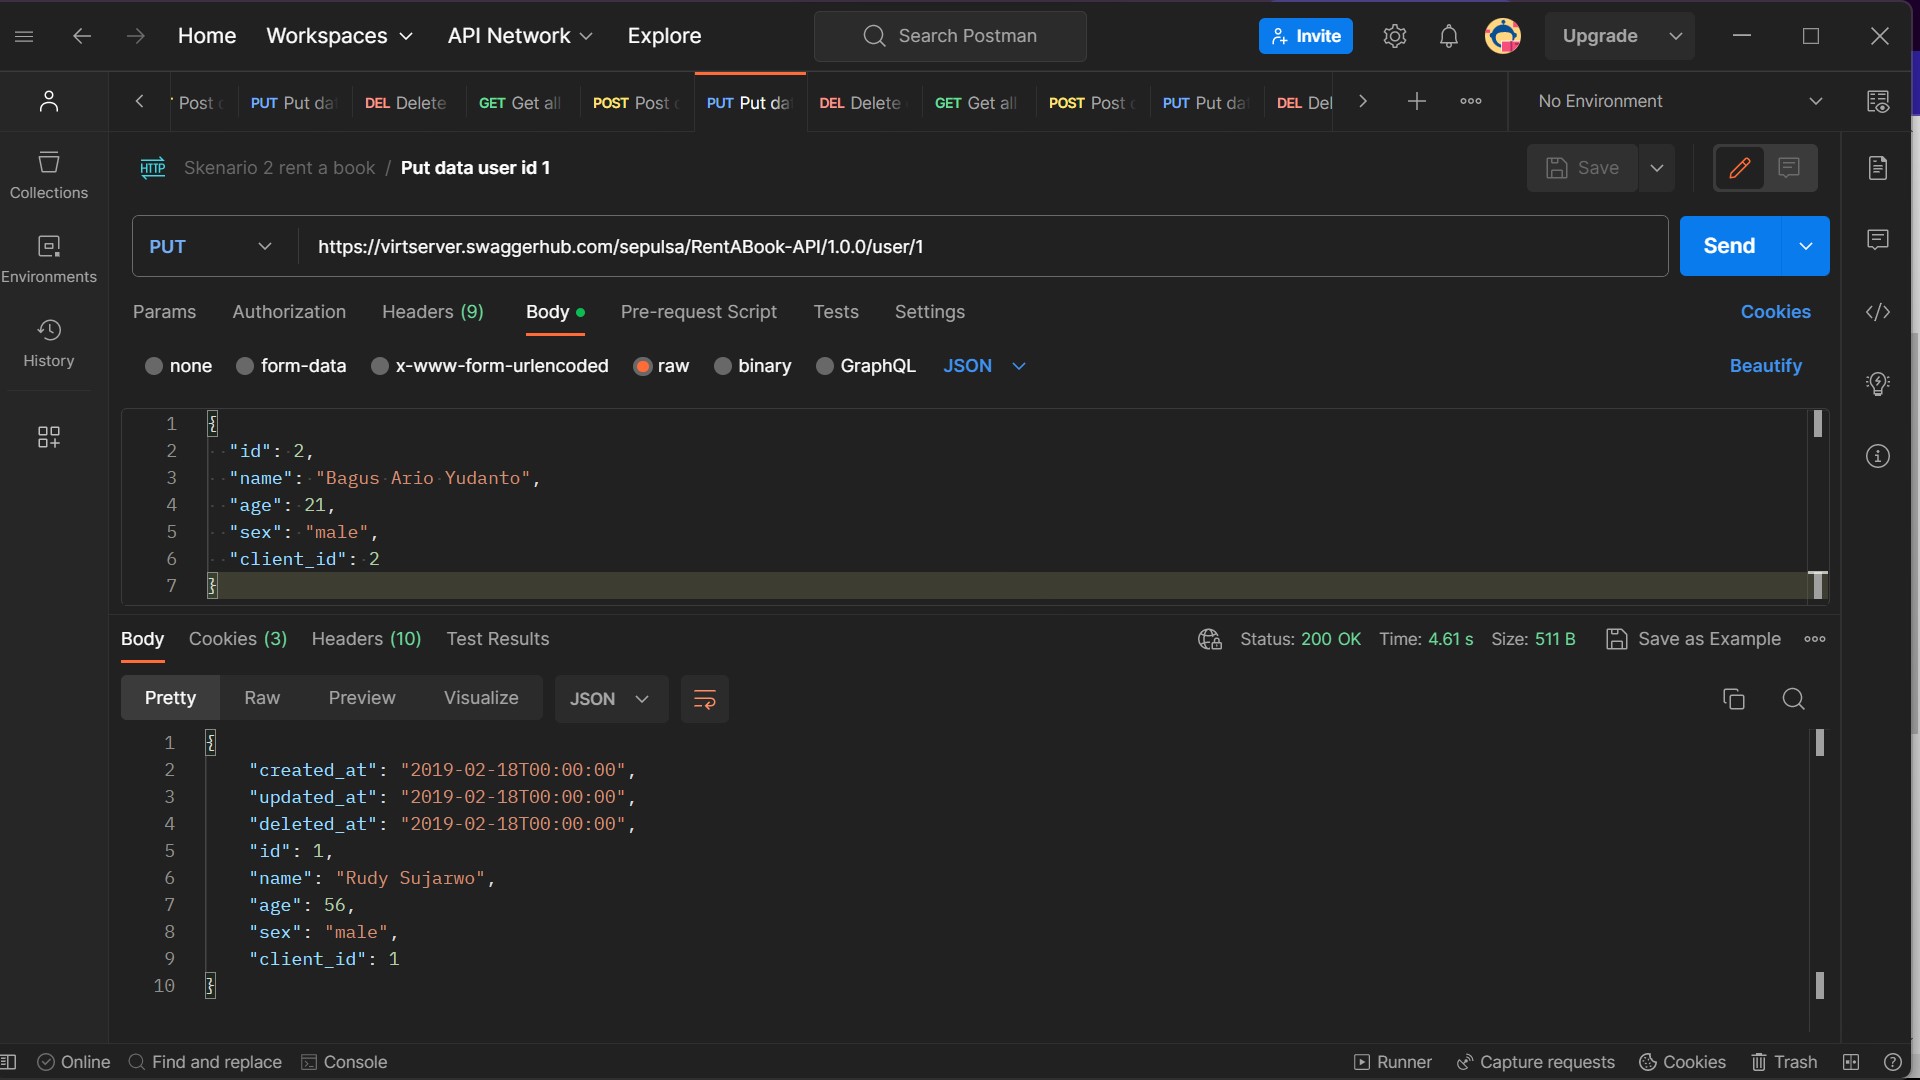 Home Workspaces API Network Explore Search Postman Invite Upgrade
Post PUT Put da DEL Delete GET Get all POST Post PUT Put da DEL Delete GET Get all POST Post PUT Put da DEL Del No Environment
HTTP Skenario 2 rent a book / Put data user id 1 Save
Collections
PUT https://virtserver.swaggerhub.com/sepulsa/RentABook-API/1.0.0/user/1 Send
Environments
Params Authorization Headers (9) Body Pre-request Script Tests Settings Cookies
History
none form-data x-www-form-urlencoded raw binary GraphQL JSON Beautify
1 {
2 "id": 2,
3 "name": "Bagus Ario Yudanto",
4 "age": 21,
5 "sex": "male",
6 "client_id": 2
7 }
Body Cookies (3) Headers (10) Test Results Status: 200 OK Time: 4.61 s Size: 511 B Save as Example
Pretty Raw Preview Visualize JSON
1 {
2 "created_at": "2019-02-18T00:00:00",
3 "updated_at": "2019-02-18T00:00:00",
4 "deleted_at": "2019-02-18T00:00:00",
5 "id": 1,
6 "name": "Rudy Sujarwo",
7 "age": 56,
8 "sex": "male",
9 "client_id": 1
10 }
Online Find and replace Console Runner Capture requests Cookies Trash